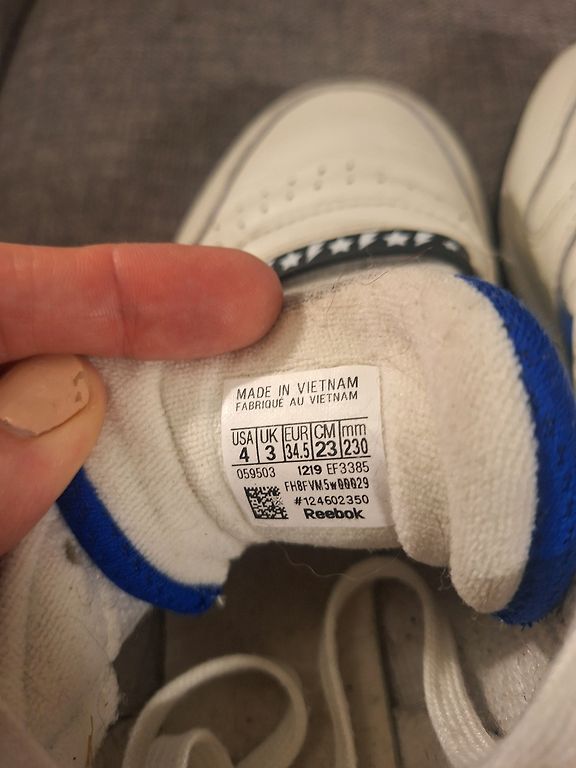 MADE IN VIETNAM
FABRIQUÉ AU VIETNAM
USA UK EUR CM mm
4 3 34.5 23 230
059503 1219 EF3385
FH8FVM5w00029
#124602350
Reebok